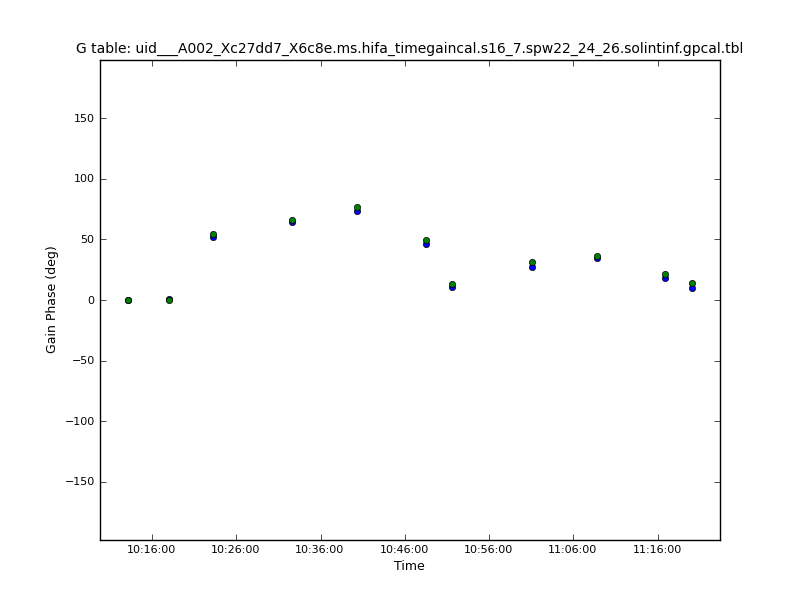 G table: uid___A002_Xc27dd7_X6c8e.ms.hifa_timegaincal.s16_7.spw22_24_26.solintinf.gpcal.tbl
150
100
50
0
−50
−100
−150
Gain Phase (deg)
10:16:00 10:26:00 10:36:00 10:46:00 10:56:00 11:06:00 11:16:00
Time